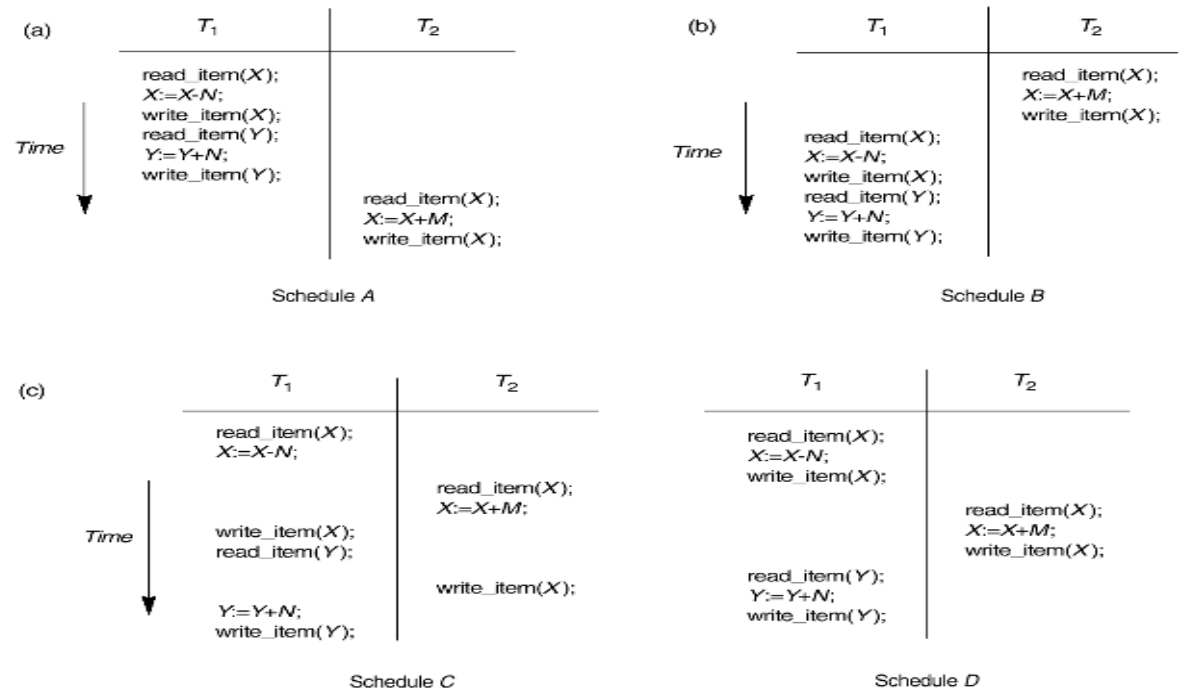 (a)
T₁
T₂
Time
read_item(X);
X:=X-N;
write_item(X);
read_item(Y);
Y:=Y+N;
write_item(Y);
read_item(X);
X:=X+M;
write_item(X);
Schedule A
(b)
T₁
T₂
Time
read_item(X);
X:=X+M;
write_item(X);
read_item(X);
X:=X-N;
write_item(X);
read_item(Y);
Y:=Y+N;
write_item(Y);
Schedule B
(c)
T₁
T₂
Time
read_item(X);
X:=X-N;
read_item(X);
X:=X+M;
write_item(X);
read_item(Y);
write_item(X);
Y:=Y+N;
write_item(Y);
Schedule C
T₁
T₂
read_item(X);
X:=X-N;
write_item(X);
read_item(X);
X:=X+M;
write_item(X);
read_item(Y);
Y:=Y+N;
write_item(Y);
Schedule D